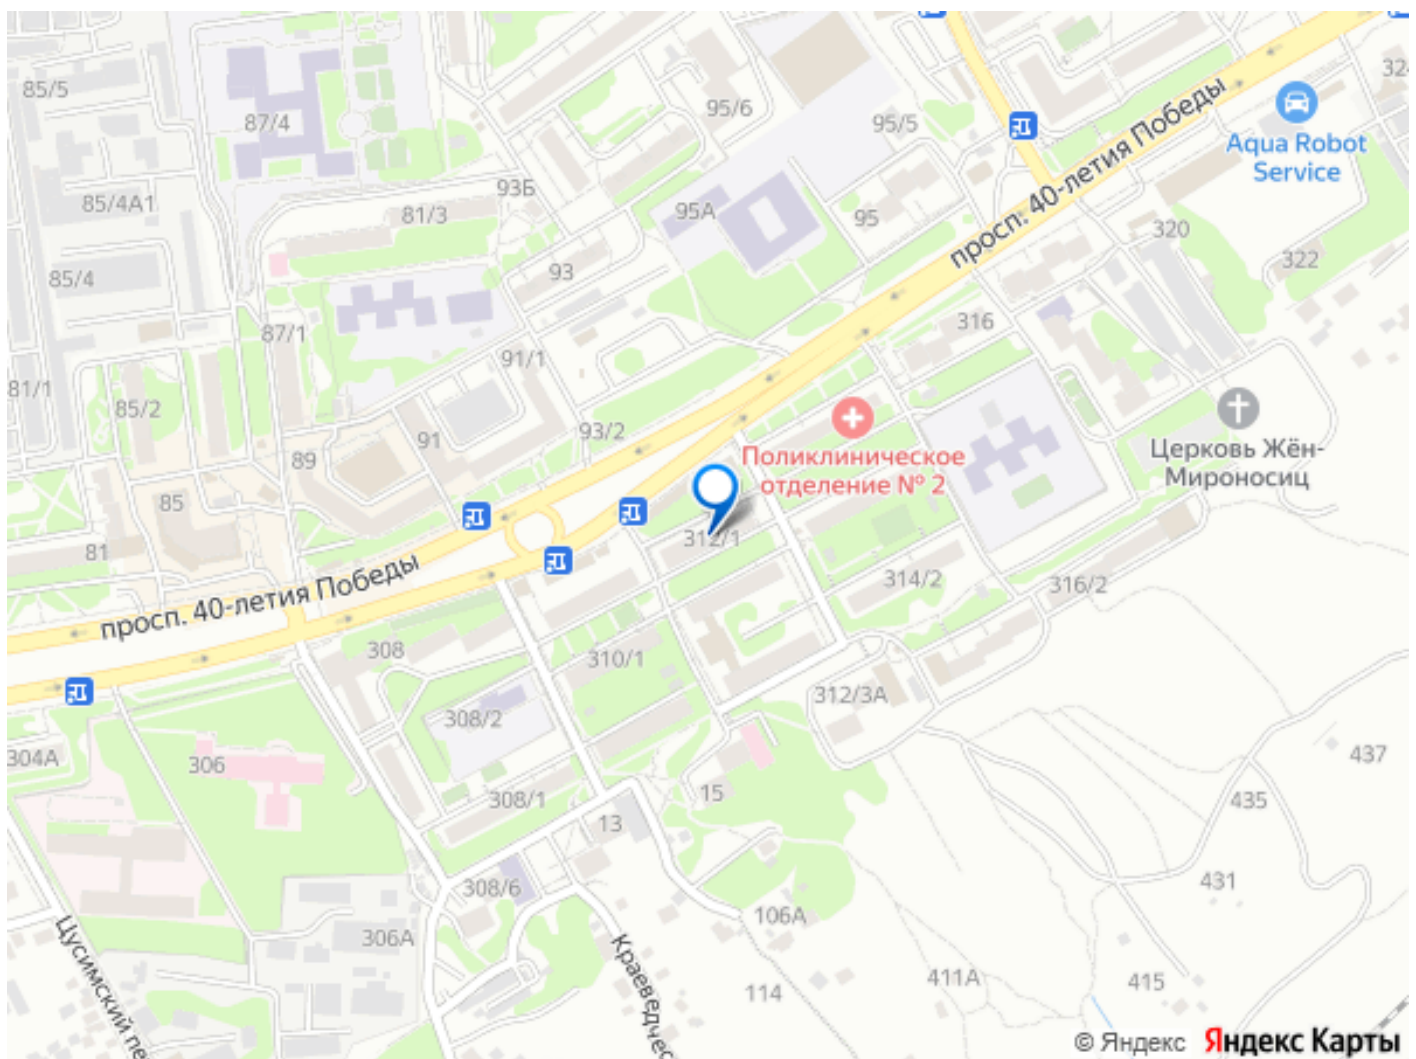 85/5
87/4
95/6
95/5
324
Aqua Robot
Service
просп. 40-летия Победы
93Б
85/4А1
81/3
95А
95
320
322
85/4
93
87/1
316
91/1
81/1
85/2
91
93/2
89
Поликлиническое
отделение № 2
Церковь Жён-
Мироносиц
85
81
312/1
просп. 40-летия Победы
314/2
316/2
308
310/1
312/3А
308/2
304А
306
437
308/1
15
435
13
308/6
431
106А
306А
Цусимский пе
Краеведчес
411А
415
114
© Яндекс Яндекс Карты